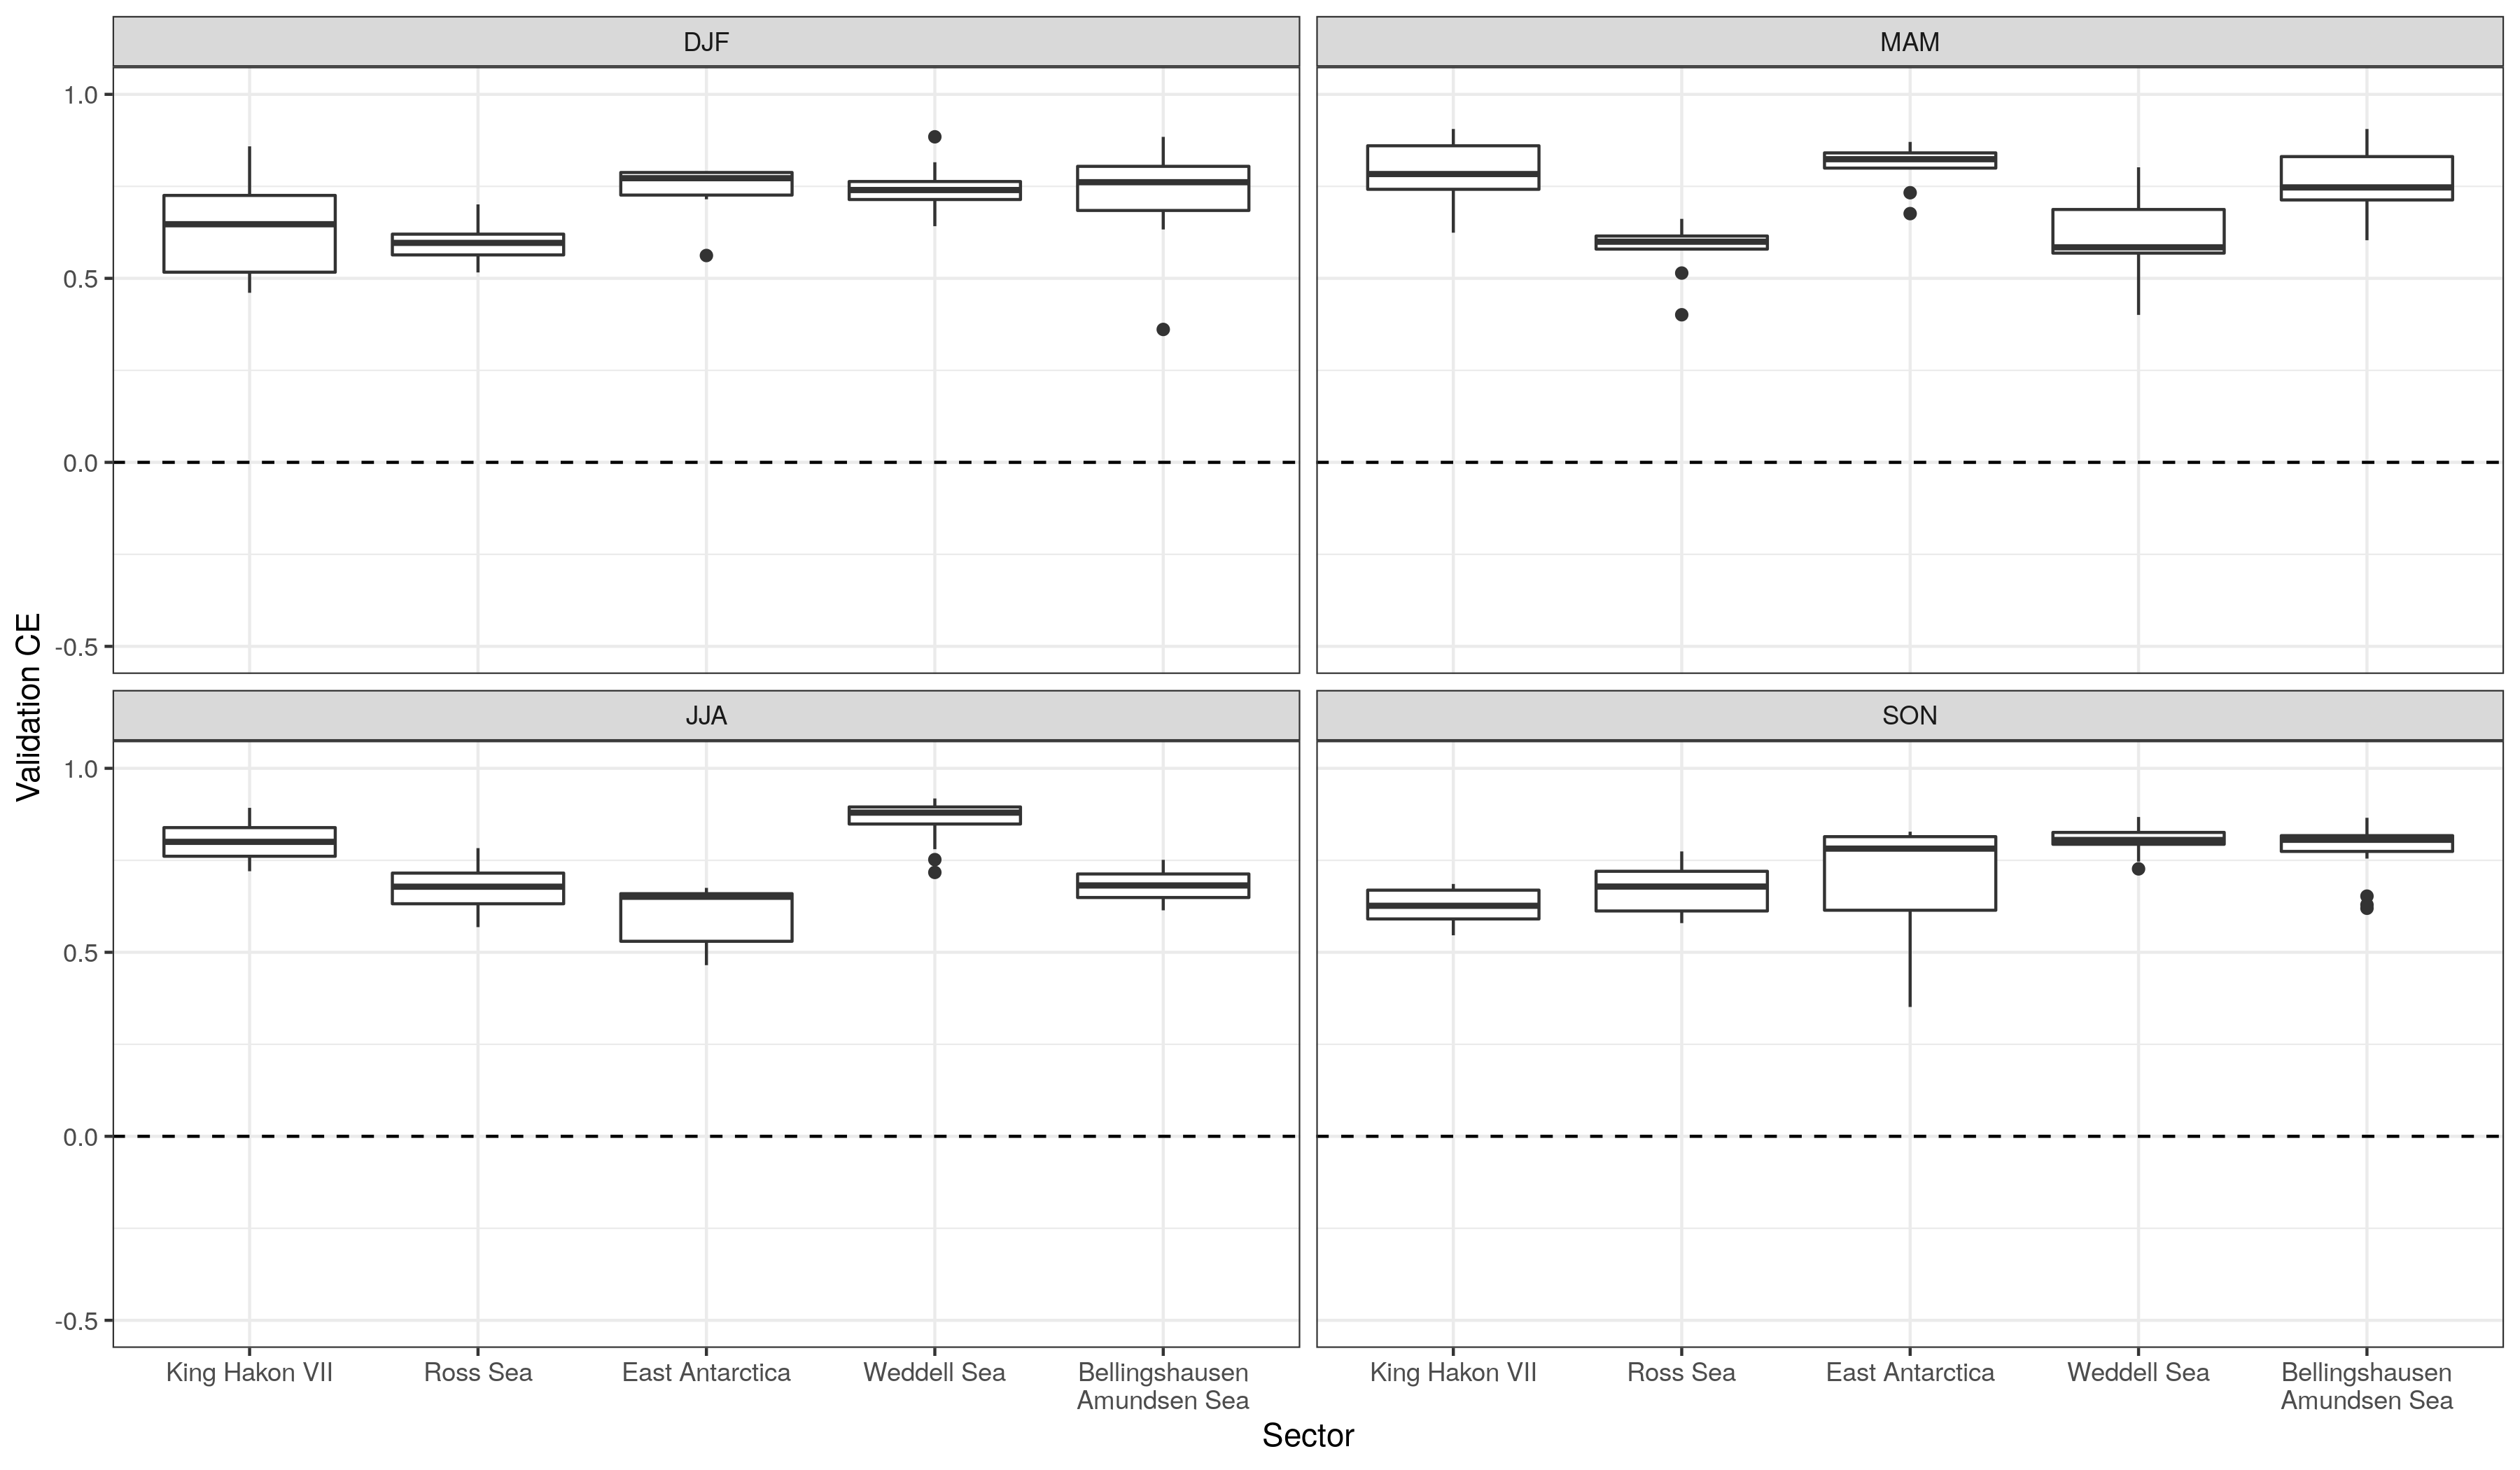 DJF
MAM
1.0
0.5
0.0
-0.5
JJA
SON
1.0
0.5
0.0
-0.5
Validation CE
King Hakon VII
Ross Sea
East Antarctica
Weddell Sea
Bellingshausen
Amundsen Sea
King Hakon VII
Ross Sea
East Antarctica
Weddell Sea
Bellingshausen
Amundsen Sea
Sector